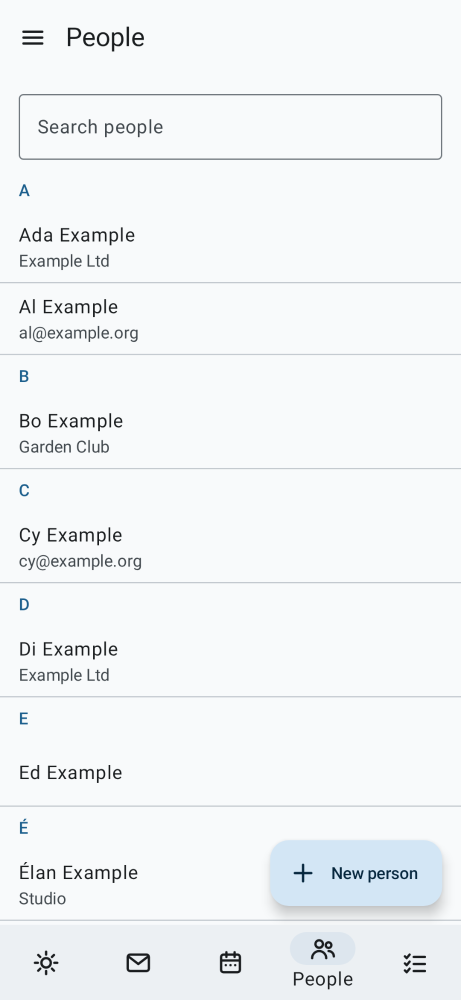 People
Search people
A
Ada Example
Example Ltd
Al Example
al@example.org
B
Bo Example
Garden Club
C
Cy Example
cy@example.org
D
Di Example
Example Ltd
E
Ed Example
É
Élan Example
Studio
New person
People